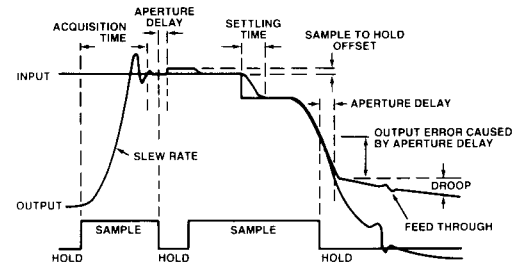 APERTURE
DELAY
ACQUISITION
TIME
SETTLING
TIME
SAMPLE TO HOLD
OFFSET
INPUT
APERTURE DELAY
OUTPUT ERROR CAUSED
BY APERTURE DELAY
SLEW RATE
DROOP
OUTPUT
FEED THROUGH
SAMPLE
SAMPLE
HOLD
HOLD
HOLD